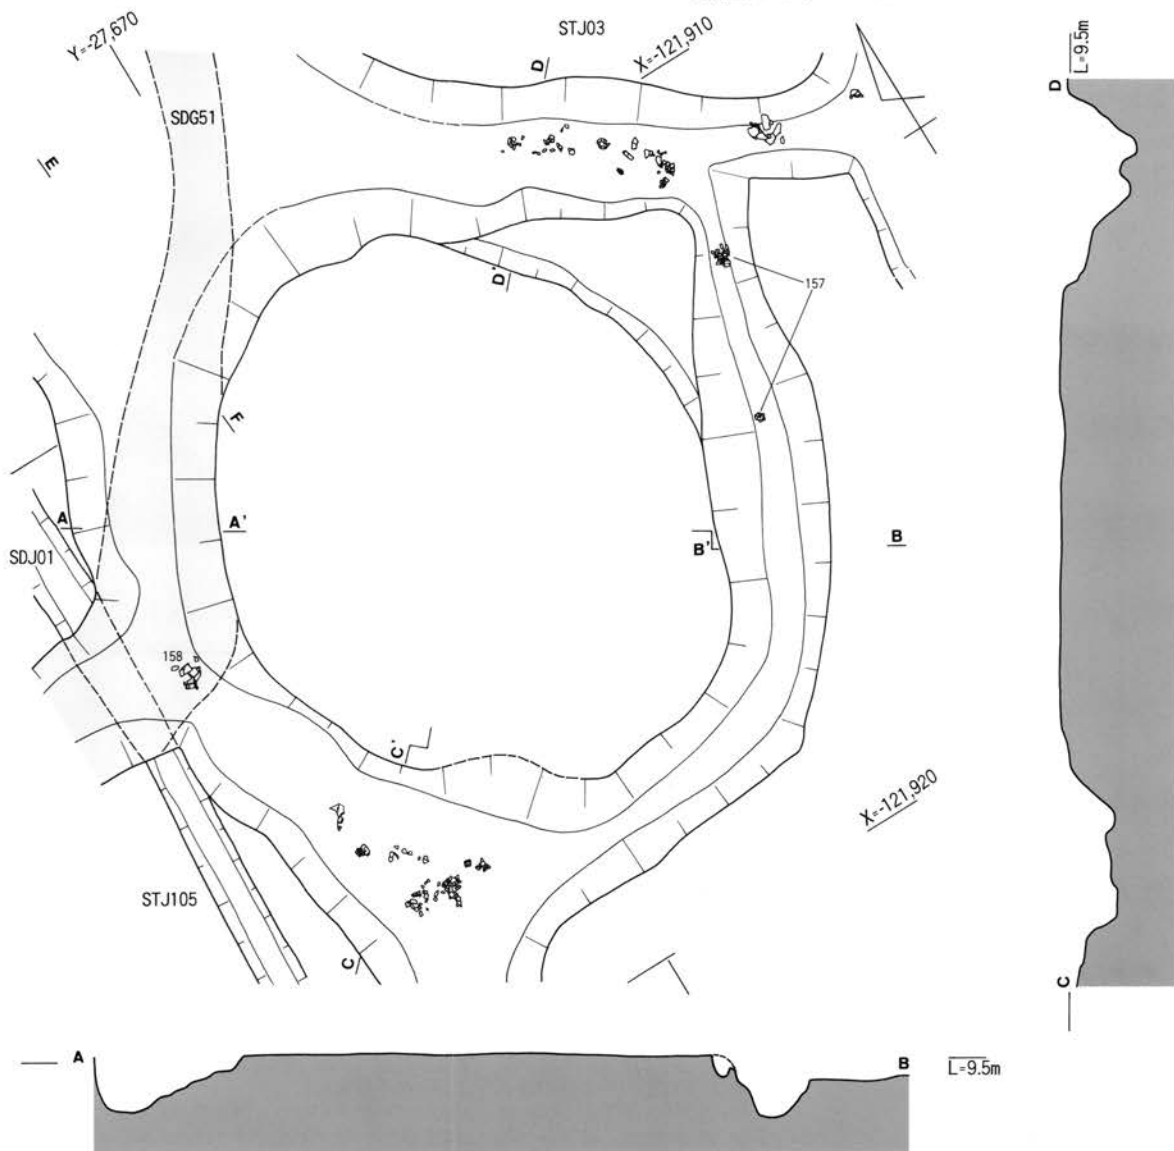 STJ03
Y=-27,670
X=-121,910
L=9.5m
D
D
SDG51
E
D'
157
F
A
A'
B'
B
SDJ01
158
C'
X=-121,920
STJ105
C
C
A
B
L=9.5m